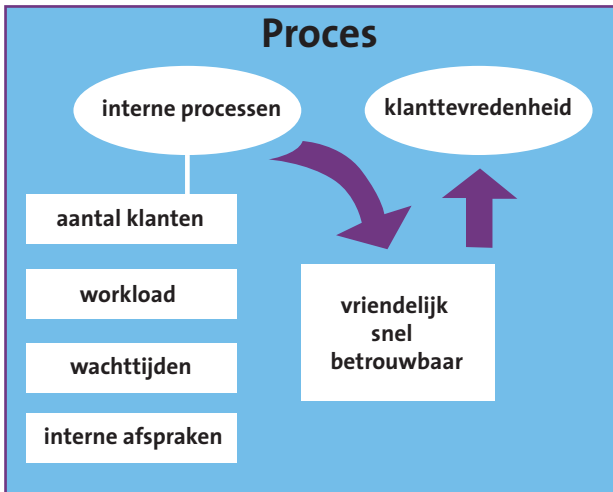 Proces
interne processen
klanttevredenheid
aantal klanten
workload
wachttijden
interne afspraken
vriendelijk
snel
betrouwbaar